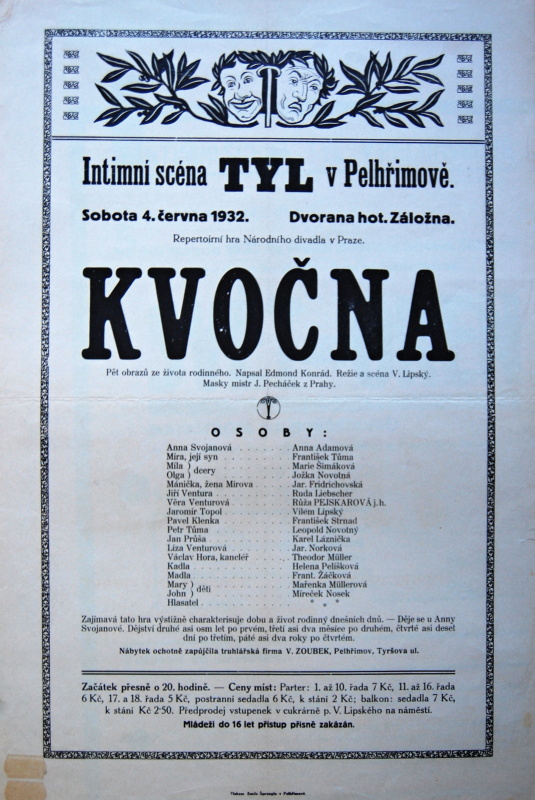 Intimní scéna TYL v Pelhřimově.
Sobota 4. června 1932. Dvorana hot. Záložna.
Repertoirní hra Národního divadla v Praze.
KVOČNA
Pět obrazů ze života rodinného. Napsal Edmond Konrád. Režie a scéna V. Lipský.
Masky mistr J. Pecháček z Prahy.
OSOBY:
Anna Svojanová . . . . . . . Anna Adamová
Míra, její syn . . . . . . . František Tůma
Míla } dcery . . . . . . . Marie Šimáková
Olga } . . . . . . . Jožka Novotná
Mánička, žena Mírova . . . . . . . Jar. Fridrichovská
Jiří Ventura . . . . . . . Ruda Liebscher
Věra Venturová . . . . . . . Růža PEJSKAROVÁ j. h.
Jaromír Topol . . . . . . . Vilém Lipský
Pavel Klenka . . . . . . . František Strnad
Petr Tůma . . . . . . . Leopold Novotný
Jan Průša . . . . . . . Karel Láznička
Líza Venturová . . . . . . . Jar. Norková
Václav Hora, kancléř . . . . . . . Theodor Müller
Kadla . . . . . . . Helena Pelišková
Madla . . . . . . . Frant. Žáčková
Mary } děti . . . . . . . Mařenka Müllerová
John } . . . . . . . Mireček Nosek
Hlasatel . . . . . . . * * *
Zajímavá tato hra výstižně charakterisuje dobu a život rodinný dnešních dnů. — Děje se u Anny
Svojanové. Dějství druhé asi osm let po prvém, třetí asi dva měsíce po druhém, čtvrté asi deset
dní po třetím, páté asi dva roky po čtvrtém.
Nábytek ochotně zapůjčila truhlářská firma V. ZOUBEK, Pelhřimov, Tyršova ul.
Začátek přesně o 20. hodině. — Ceny míst: Parter: 1. až 10. řada 7 Kč, 11. až 16. řada
6 Kč, 17. a 18. řada 5 Kč, postranní sedadla 6 Kč, k stání 2 Kč; balkon: sedadla 7 Kč,
k stání Kč 2·50. Předprodej vstupenek v cukrárně p. V. Lipského na náměstí.
Mládeži do 16 let přístup přísně zakázán.
Tiskem Emila Šprongla v Pelhřimově.